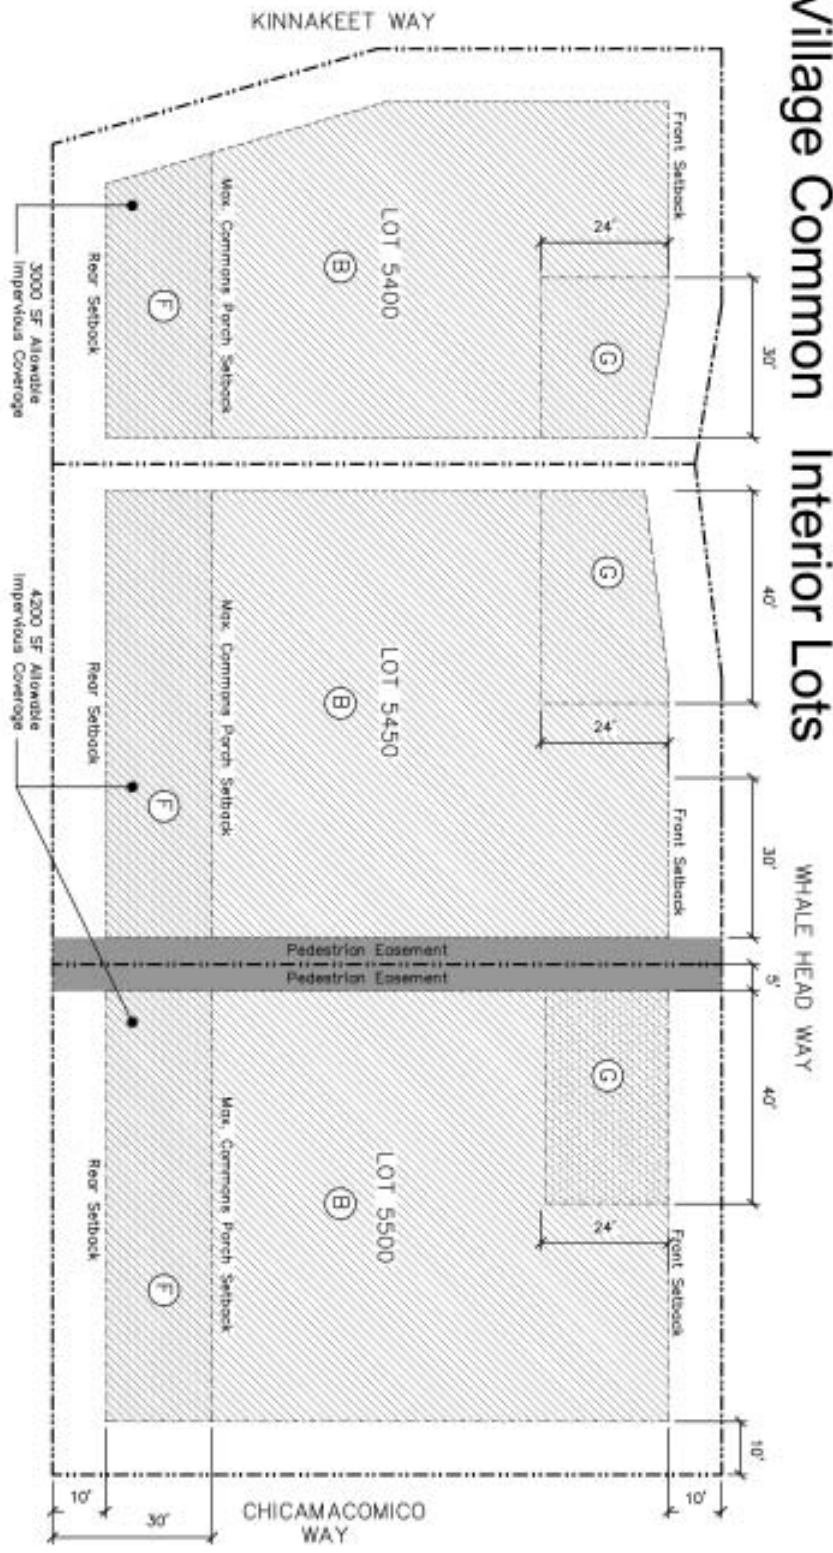 Village Common Interior Lots
KINNAKEET WAY
WHALE HEAD WAY
CHICAMACOMICO
WAY
Front Setback
24'
30'
LOT 5400
B
G
Max. Commons Porch Setback
F
Rear Setback
3000 SF Allowable
Impervious Coverage
40'
G
24'
30'
Front Setback
LOT 5450
B
Max. Commons Porch Setback
F
Rear Setback
4200 SF Allowable
Impervious Coverage
Pedestrian Easement
Pedestrian Easement
5'
40'
G
24'
Front Setback
LOT 5500
B
Max. Commons Porch Setback
F
Rear Setback
10'
10'
10'
30'